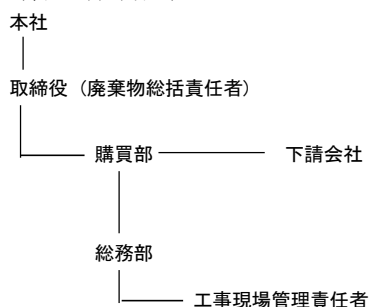 本社
取締役（廃棄物総括責任者）
購買部 下請会社
総務部
工事現場管理責任者